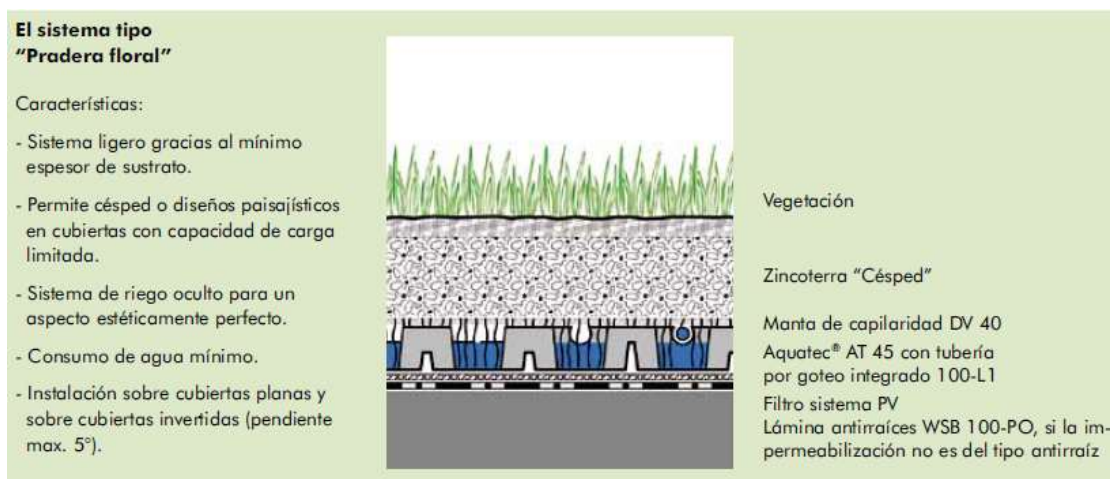 El sistema tipo
“Pradera floral”
Características:
- Sistema ligero gracias al mínimo
espesor de sustrato.
- Permite césped o diseños paisajísticos
en cubiertas con capacidad de carga
limitada.
- Sistema de riego oculto para un
aspecto estéticamente perfecto.
- Consumo de agua mínimo.
- Instalación sobre cubiertas planas y
sobre cubiertas invertidas (pendiente
max. 5°).
Vegetación
Zincoterra “Césped”
Manta de capilaridad DV 40
Aquatec® AT 45 con tubería
por goteo integrado 100-L1
Filtro sistema PV
Lámina antirraíces WSB 100-PO, si la im-
permeabilización no es del tipo antirraíz